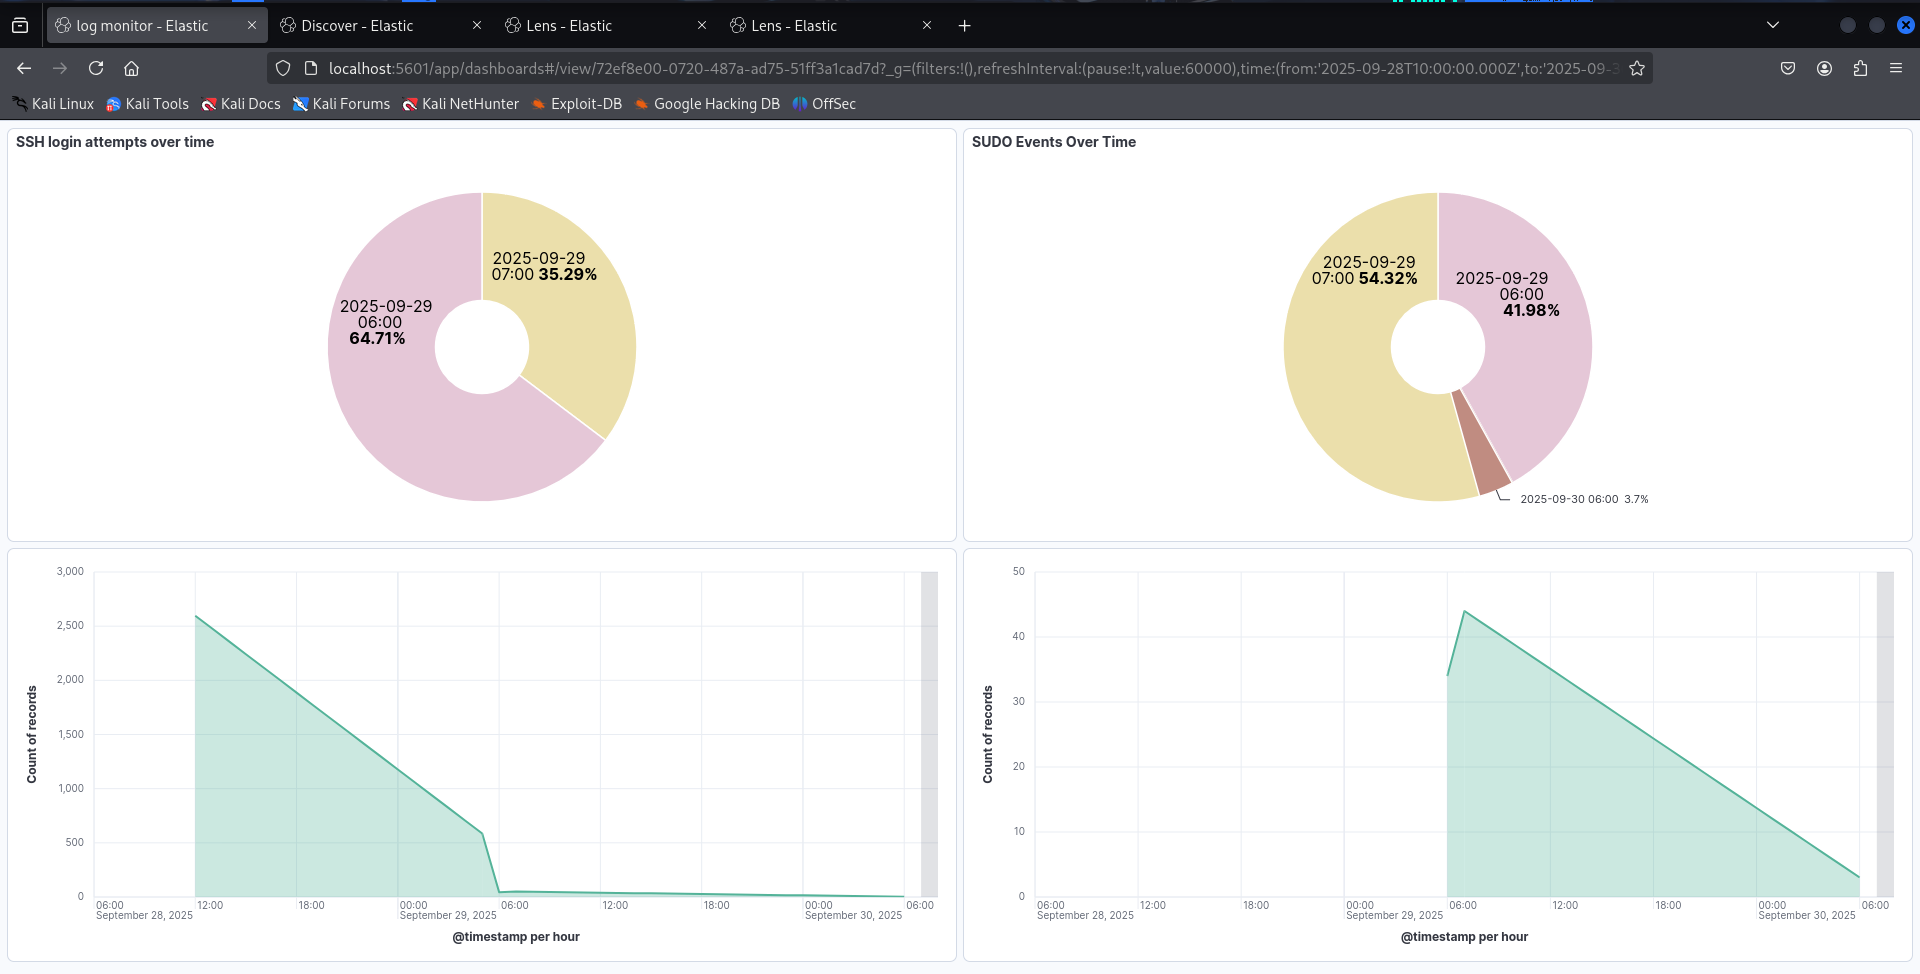 log monitor - Elastic
Discover - Elastic
Lens - Elastic
Lens - Elastic
localhost:5601/app/dashboards#/view/72ef8e00-0720-487a-ad75-51ff3a1cad7d?_g=(filters:!(),refreshInterval:(pause:!t,value:60000),time:(from:'2025-09-28T10:00:00.000Z',to:'2025-09-3
Kali Linux
Kali Tools
Kali Docs
Kali Forums
Kali NetHunter
Exploit-DB
Google Hacking DB
OffSec
SSH login attempts over time
2025-09-29
07:00 35.29%
2025-09-29
06:00
64.71%
SUDO Events Over Time
2025-09-29
07:00 54.32%
2025-09-29
06:00
41.98%
2025-09-30 06:00 3.7%
Count of records
3,000
2,500
2,000
1,500
1,000
500
0
06:00
12:00
18:00
00:00
06:00
12:00
18:00
00:00
06:00
September 28, 2025
September 29, 2025
September 30, 2025
@timestamp per hour
Count of records
50
40
30
20
10
0
06:00
12:00
18:00
00:00
06:00
12:00
18:00
00:00
06:00
September 28, 2025
September 29, 2025
September 30, 2025
@timestamp per hour